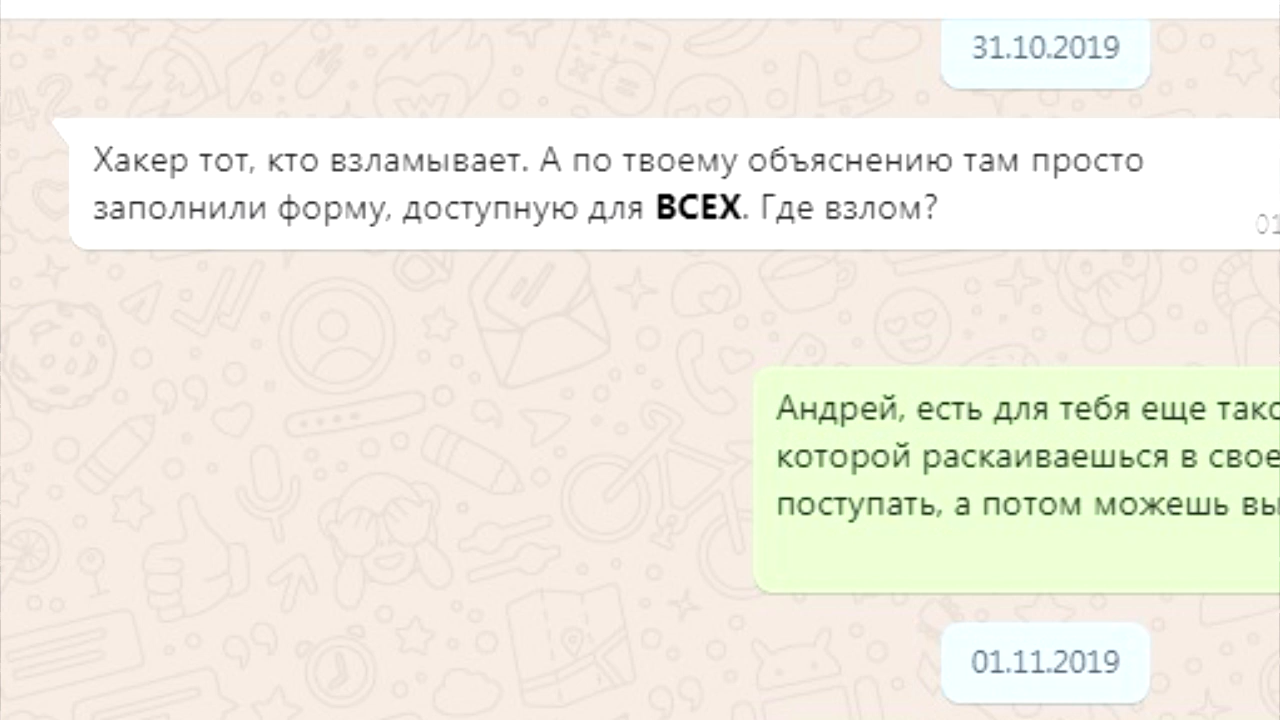 31.10.2019
Хакер тот, кто взламывает. А по твоему объяснению там просто
заполнили форму, доступную для ВСЕХ. Где взлом?
01
Андрей, есть для тебя еще
которой раскаиваешься в
поступать, а потом можешь
01.11.2019